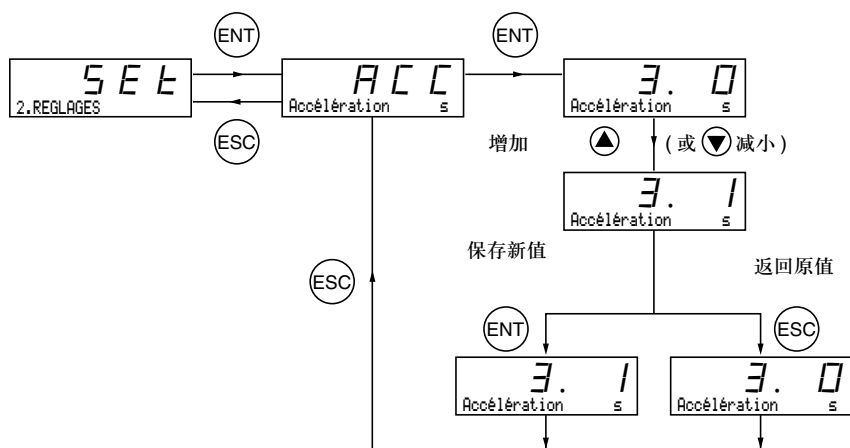 ENT
ENT
SEt
2.REGLAGES
ACC
Accélération s
3. 0
Accélération s
ESC
增加
(或 减小)
3. 1
Accélération s
保存新值
返回原值
ESC
ENT
ESC
3. 1
Accélération s
3. 0
Accélération s